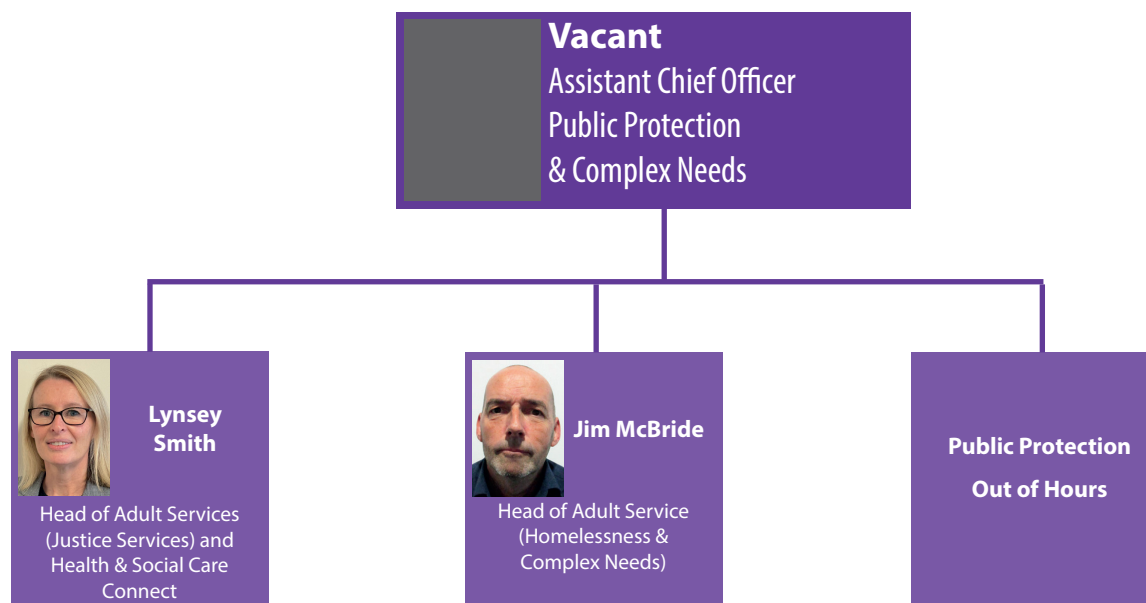 Vacant
Assistant Chief Officer
Public Protection
& Complex Needs
Lynsey
Smith
Head of Adult Services
(Justice Services) and
Health & Social Care
Connect
Jim McBride
Head of Adult Service
(Homelessness &
Complex Needs)
Public Protection
Out of Hours